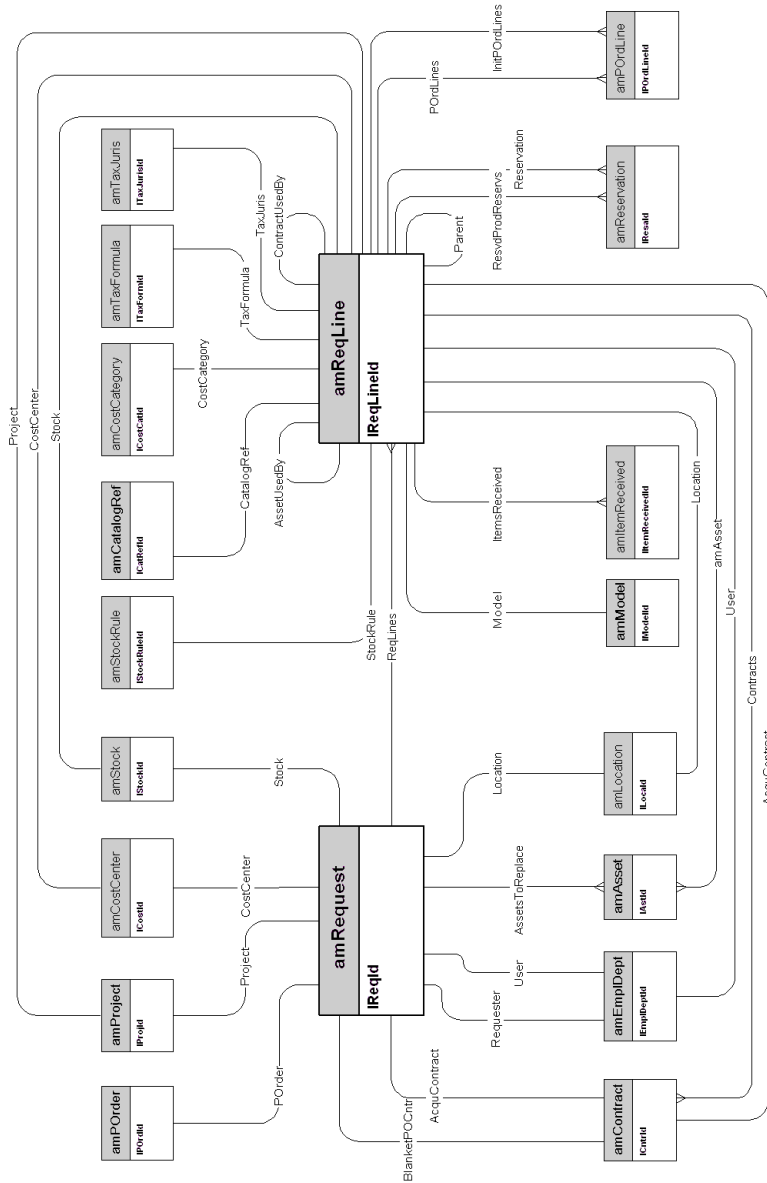 Project
CostCenter
Stock
amPOrder
lPOrdId
amProject
lProjId
amCostCenter
lCostId
amStock
lStockId
amStockRule
lStockRuleId
amCatalogRef
lCatRefId
amCostCategory
lCostCatId
amTaxFormula
lTaxFormId
amTaxJuris
lTaxJurisId
POrder
Project
CostCenter
Stock
AssetUsedBy
CatalogRef
CostCategory
TaxFormula
TaxJuris
ContractUsedBy
amRequest
lReqId
amReqLine
lReqLineId
StockRule
ReqLines
BlanketPOCntr
AcquContract
Requester
User
AssetsToReplace
Location
Model
ItemsReceived
Parent
ResvdProdReservs
Reservation
POrdLines
InitPOrdLines
amContract
lCntrId
amEmplDept
lEmplDeptId
amAsset
lAstId
amLocation
lLocaId
amModel
lModelId
amItemReceived
lItemReceivedId
amReservation
lResaId
amPOrdLine
lPOrdLineId
Location
amAsset
User
Contracts
AcquContract